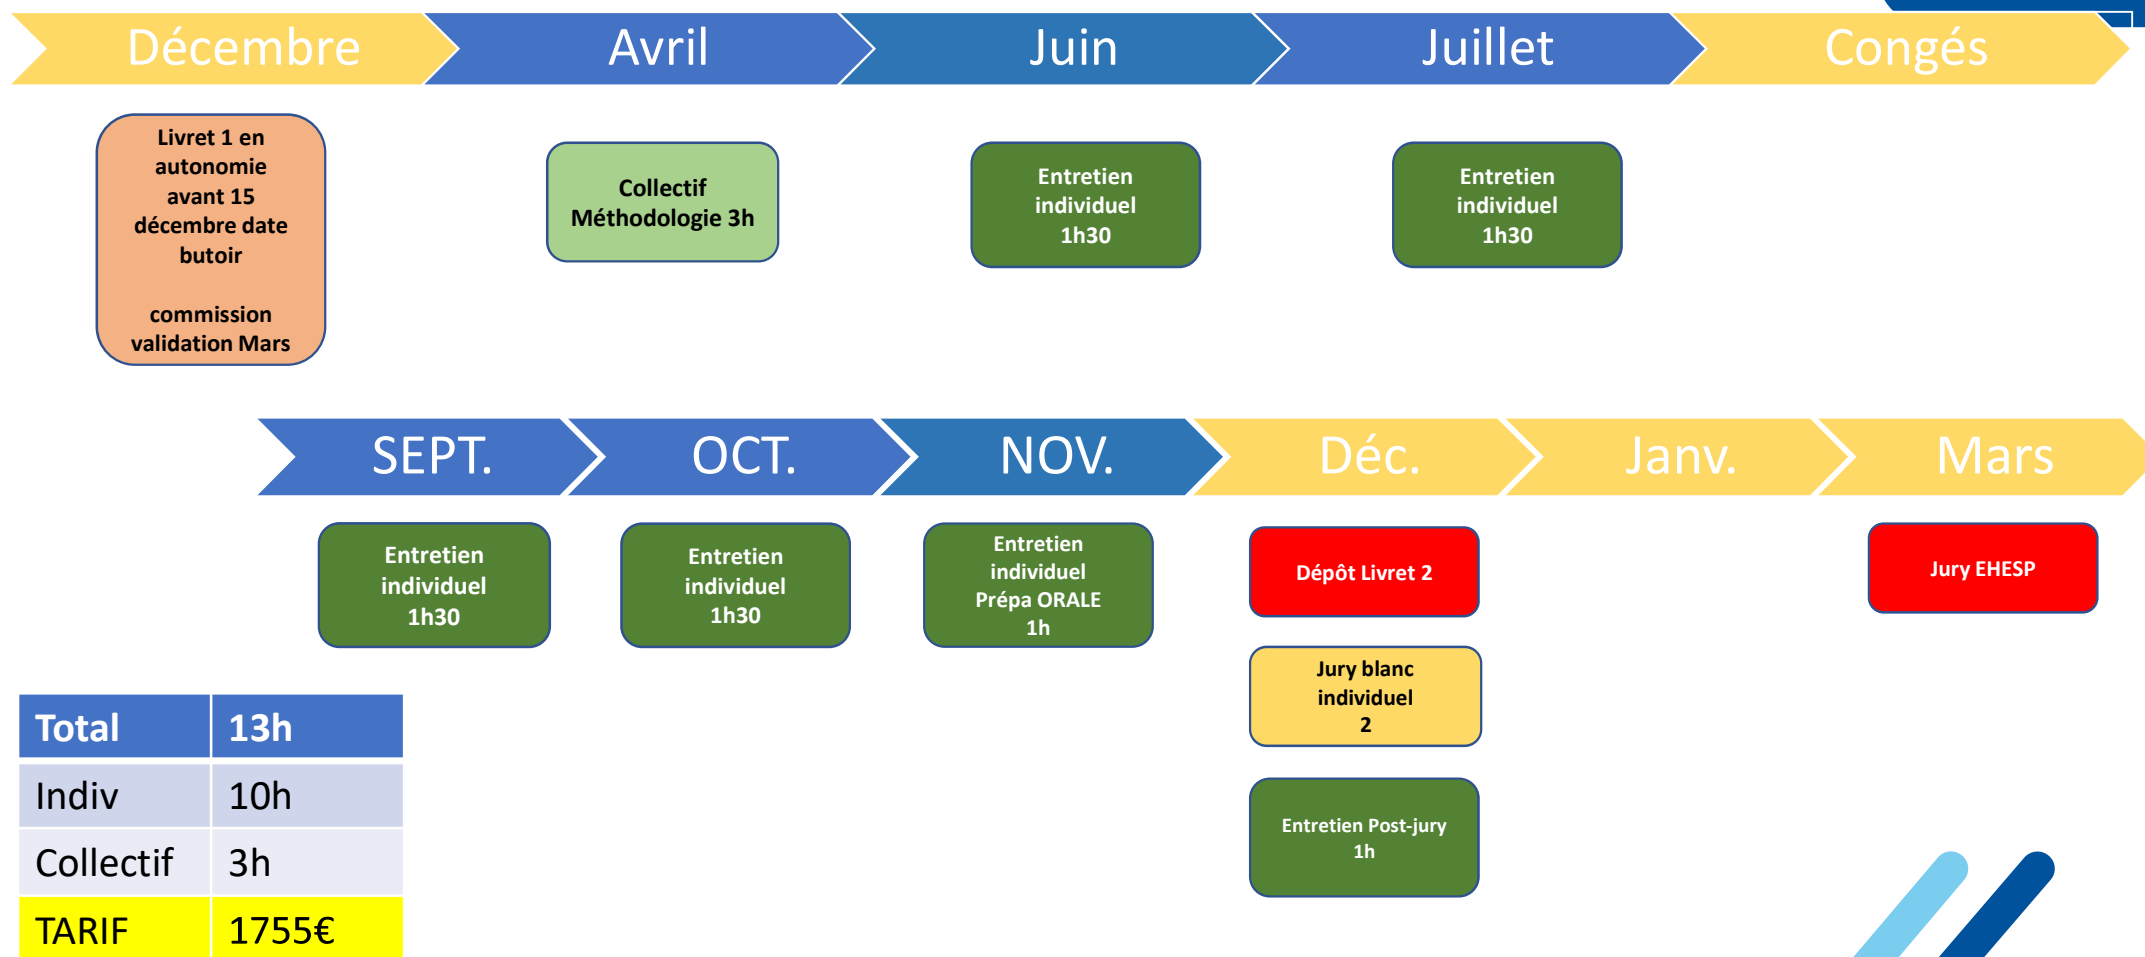 Décembre
Avril
Juin
Juillet
Congés
Livret 1 en
autonomie
avant 15
décembre date
butoir
commission
validation Mars
Collectif
Méthodologie 3h
Entretien
individuel
1h30
Entretien
individuel
1h30
SEPT.
OCT.
NOV.
Déc.
Janv.
Mars
Entretien
individuel
1h30
Entretien
individuel
1h30
Entretien
individuel
Prépa ORALE
1h
Dépôt Livret 2
Jury EHESP
Jury blanc
individuel
2
Entretien Post-jury
1h
Total 13h
Indiv 10h
Collectif 3h
TARIF 1755€